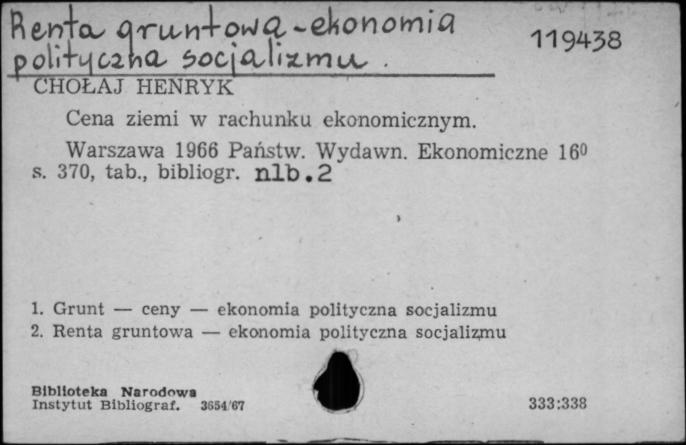 Renta gruntową - ekonomia
polityczna socjalizmu.
119438
CHOŁAJ HENRYK
Cena ziemi w rachunku ekonomicznym.
Warszawa 1966 Państw. Wydawn. Ekonomiczne 16⁰
s. 370, tab., bibliogr. nlb.2
1. Grunt — ceny — ekonomia polityczna socjalizmu
2. Renta gruntowa — ekonomia polityczna socjalizmu
Biblioteka Narodowa
Instytut Bibliograf. 3654/67
333:338